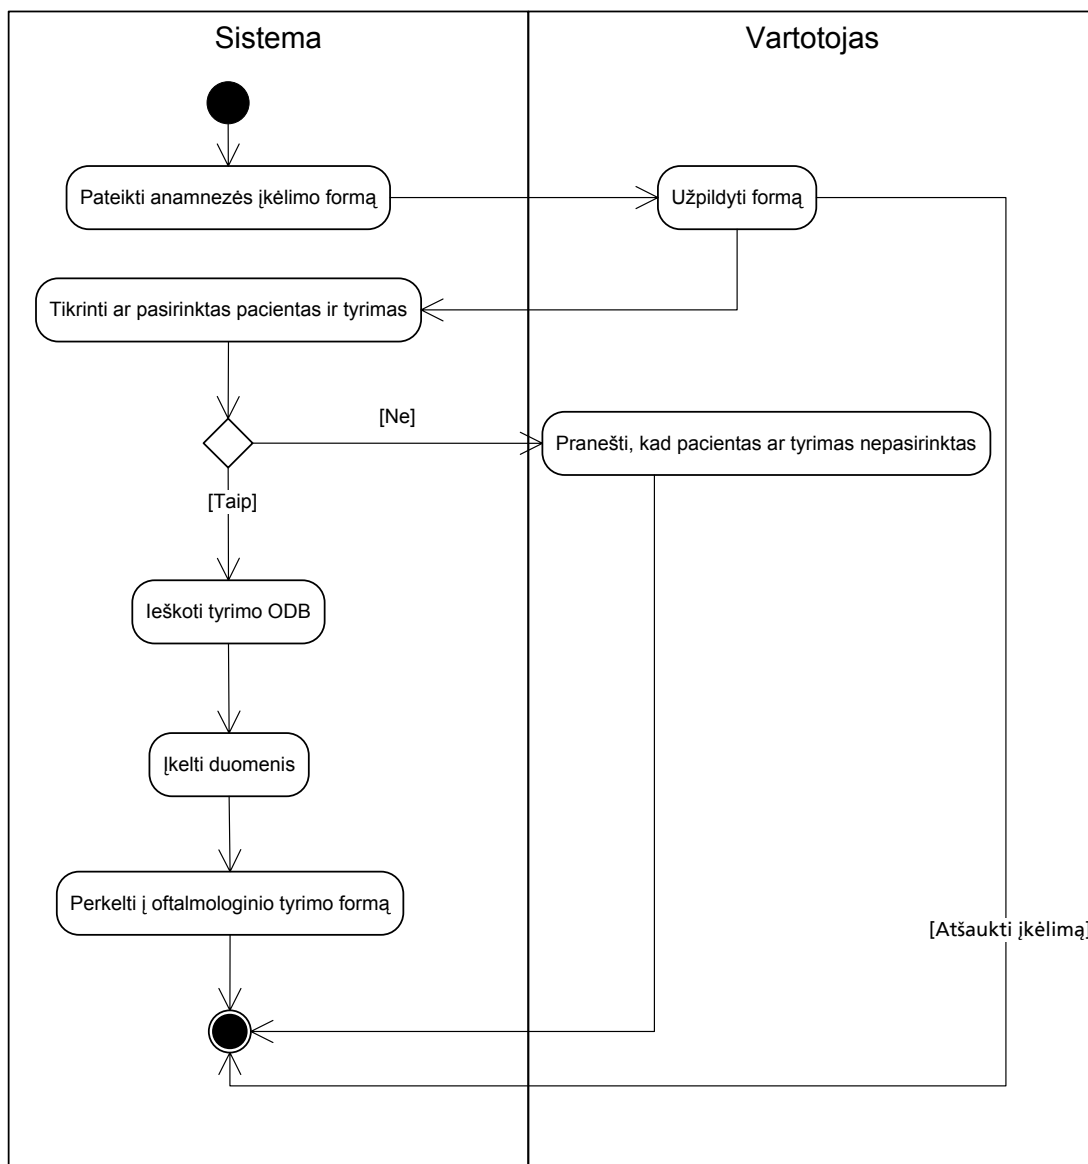 Sistema
Vartotojas
Pateikti anamnezės įkėlimo formą
Užpildyti formą
Tikrinti ar pasirinktas pacientas ir tyrimas
[Ne]
Pranešti, kad pacientas ar tyrimas nepasirinktas
[Taip]
Ieškoti tyrimo ODB
Įkelti duomenis
Perkelti į oftalmologinio tyrimo formą
[Atšaukti įkėlimą]